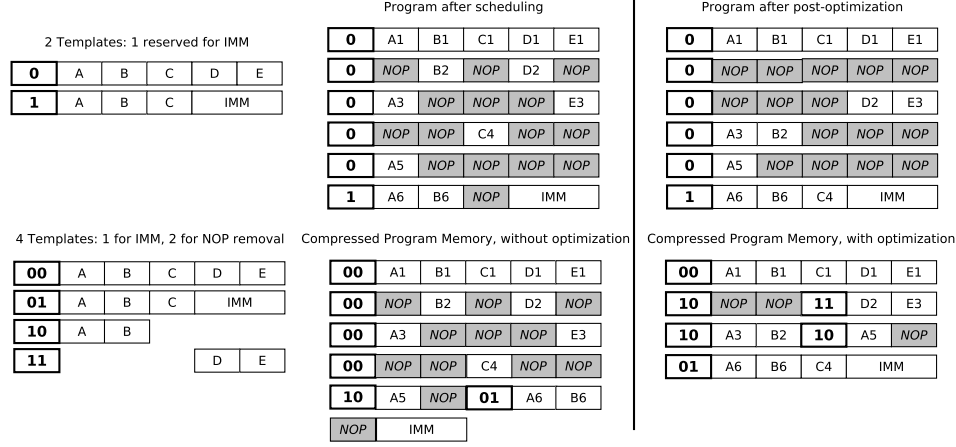 2 Templates: 1 reserved for IMM
0 A B C D E
1 A B C IMM
4 Templates: 1 for IMM, 2 for NOP removal
00 A B C D E
01 A B C IMM
10 A B
11 D E
Program after scheduling
0 A1 B1 C1 D1 E1
0 NOP B2 NOP D2 NOP
0 A3 NOP NOP NOP E3
0 NOP NOP C4 NOP NOP
0 A5 NOP NOP NOP NOP
1 A6 B6 NOP IMM
Compressed Program Memory, without optimization
00 A1 B1 C1 D1 E1
00 NOP B2 NOP D2 NOP
00 A3 NOP NOP NOP E3
00 NOP NOP C4 NOP NOP
10 A5 NOP 01 A6 B6
NOP IMM
Program after post-optimization
0 A1 B1 C1 D1 E1
0 NOP NOP NOP NOP NOP
0 NOP NOP NOP D2 E3
0 A3 B2 NOP NOP NOP
0 A5 NOP NOP NOP NOP
1 A6 B6 C4 IMM
Compressed Program Memory, with optimization
00 A1 B1 C1 D1 E1
10 NOP NOP 11 D2 E3
10 A3 B2 10 A5 NOP
01 A6 B6 C4 IMM